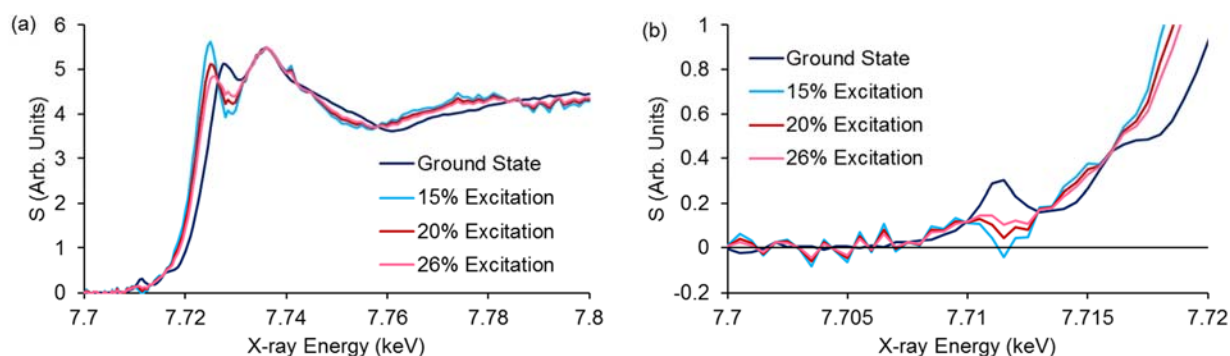 (a)
6
5
4
3
2
1
0
S (Arb. Units)
Ground State
15% Excitation
20% Excitation
26% Excitation
7.7
7.72
7.74
7.76
7.78
7.8
X-ray Energy (keV)
(b)
1
0.8
0.6
0.4
0.2
0
-0.2
S (Arb. Units)
Ground State
15% Excitation
20% Excitation
26% Excitation
7.7
7.705
7.71
7.715
7.72
X-ray Energy (keV)